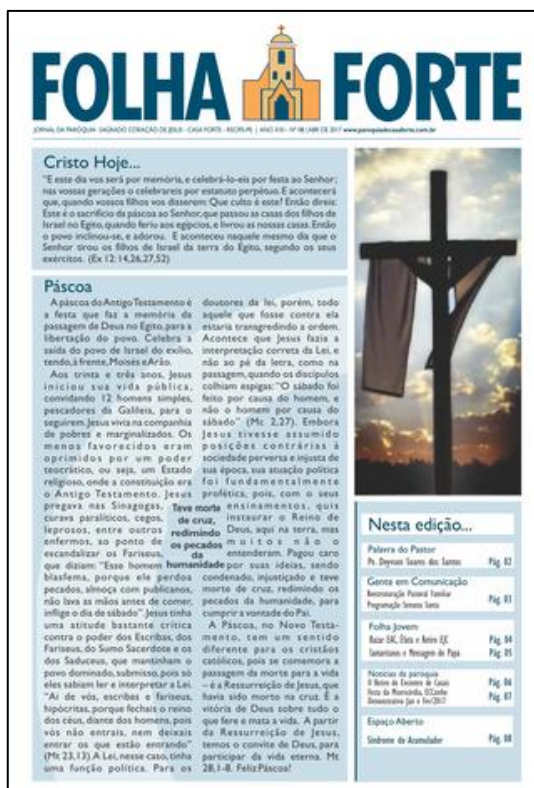 FOLHA FORTE
JORNAL DA PAROQUIA SAGRADO CORAÇÃO DE JESUS - CASA FORTE - RECIFE-PE | ANO XIII - Nº 98 | ABR DE 2017 www.paroquiadecasaforte.com.br
Cristo Hoje...
"E este dia vos será por memória, e celebrá-lo-eis por festa ao Senhor;
nas vossas gerações o celebrareis por estatuto perpétuo. E acontecerá
que, quando vossos filhos vos disserem: Que culto é este? Então direis:
Este é o sacrifício da páscoa ao Senhor, que passou as casas dos filhos de
Israel no Egito, quando feriu aos egípcios, e livrou as nossas casas. Então
o povo inclinou-se, e adorou. E aconteceu naquele mesmo dia que o
Senhor tirou os filhos de Israel da terra do Egito, segundo os seus
exércitos. (Ex 12:14,26,27,52)
Páscoa
A páscoa do Antigo Testamento é
a festa que faz a memória da
passagem de Deus no Egito, para a
libertação do povo. Celebra a
saída do povo de Israel do exílio,
tendo, à frente, Moisés e Arão.
Aos trinta e três anos, Jesus
iniciou sua vida pública,
convidando 12 homens simples,
pescadores da Galileia, para o
seguirem. Jesus vivia na companhia
de pobres e marginalizados. Os
menos favorecidos eram
oprimidos por um poder
teocrático, ou seja, um Estado
religioso, onde a constituição era
o Antigo Testamento. Jesus
pregava nas Sinagogas,
curava paralíticos, cegos,
leprosos, entre outros
enfermos, ao ponto de
escandalizar os Fariseus,
que diziam: "Esse homem
blasfema, porque ele perdoa
pecados, almoça com publicanos,
não lava as mãos antes de comer,
inflige o dia de sábado" Jesus tinha
uma atitude bastante crítica
contra o poder dos Escribas, dos
Fariseus, do Sumo Sacerdote e os
dos Saduceus, que mantinham o
povo dominado, submisso, pois só
eles sabiam ler e interpretar a Lei.
"Ai de vós, escribas e fariseus,
hipócritas, porque fechais o reino
dos céus, diante dos homens, pois
vós não entrais, nem deixais
entrar os que estão entrando"
(Mt 23,13). A Lei, nesse caso, tinha
uma função política. Para os
Teve morte
de cruz,
redimindo
os pecados
da
humanidade
doutores da lei, porém, todo
aquele que fosse contra ela
estaria transgredindo a ordem.
Acontece que Jesus fazia a
interpretação correta da Lei, e
não ao pé da letra, como na
passagem, quando os discípulos
colhiam espigas: "O sábado foi
feito por causa do homem, e
não o homem por causa do
sábado" (Mc 2,27). Embora
Jesus tivesse assumido
posições contrárias à
sociedade perversa e injusta de
sua época, sua atuação política
foi fundamentalmente
profética, pois, com o seus
ensinamentos, quis
instaurar o Reino de
Deus, aqui na terra, mas
muitos não o
entenderam. Pagou caro
por suas ideias, sendo
condenado, injustiçado e teve
morte de cruz, redimindo os
pecados da humanidade, para
cumprir a vontade do Pai.
A Páscoa, no Novo Testa-
mento, tem um sentido
diferente para os cristãos
católicos, pois se comemora a
passagem da morte para a vida
– é a Ressurreição de Jesus, que
havia sido morto na cruz. É a
vitória de Deus sobre tudo o
que fere e mata a vida. A partir
da Ressurreição de Jesus,
temos o convite de Deus, para
participar da vida eterna. Mt
28,1-8. Feliz Páscoa!
Nesta edição...
Palavra do Pastor
Pe. Deyvson Soares dos Santos Pág. 02
Gente em Comunicação
Reestruturação Pastoral Familiar
Programação Semana Santa Pág. 03
Folha Jovem
Bazar EAC, Eleta e Retiro EJC Pág. 04
Samaritanos e Mensagem do Papa Pág. 05
Notícias da paróquia
II Retiro do Encontro de Casais Pág. 06
Festa da Misericórdia, ECCzinho Pág. 07
Demonstrativo Jan e Fev/2017
Espaço Aberto
Síndrome do Acumulador Pág. 08